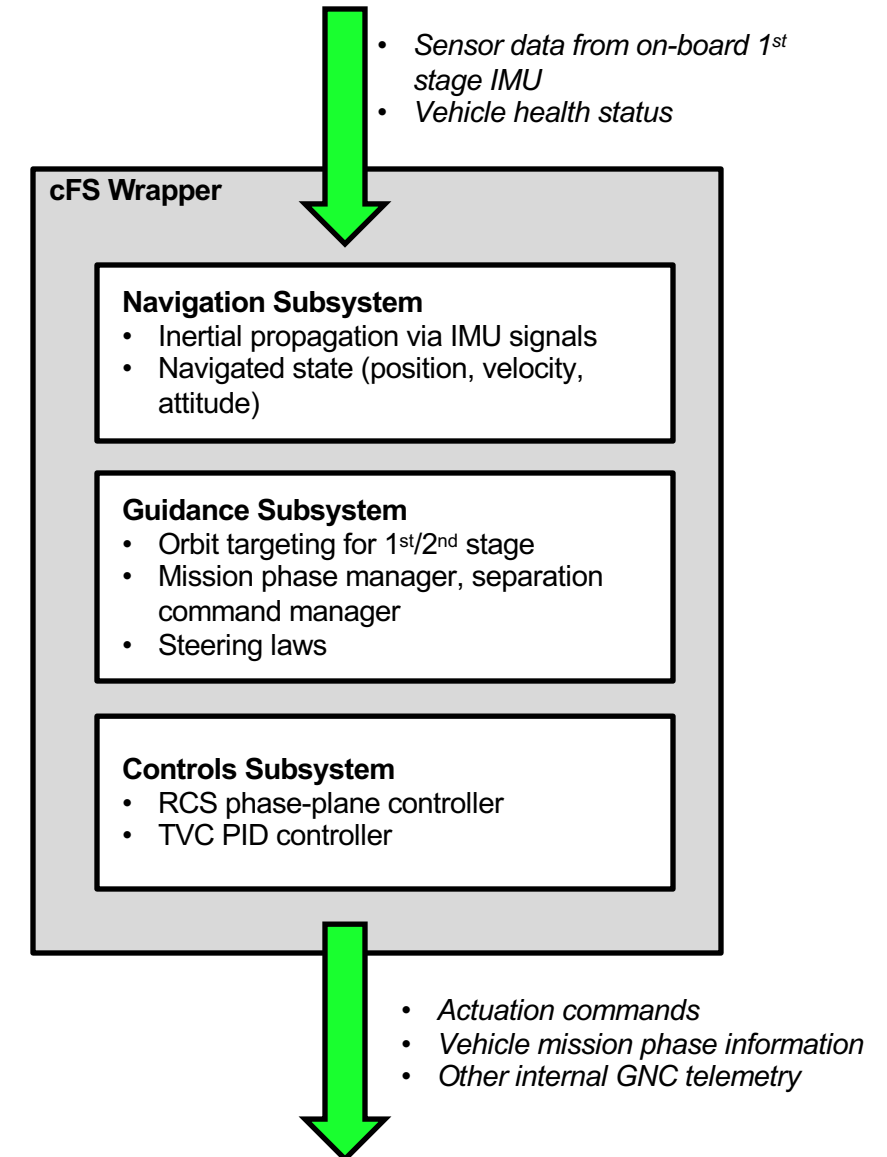 • Sensor data from on-board 1st
stage IMU
• Vehicle health status
cFS Wrapper
Navigation Subsystem
• Inertial propagation via IMU signals
• Navigated state (position, velocity,
attitude)
Guidance Subsystem
• Orbit targeting for 1st/2nd stage
• Mission phase manager, separation
command manager
• Steering laws
Controls Subsystem
• RCS phase-plane controller
• TVC PID controller
• Actuation commands
• Vehicle mission phase information
• Other internal GNC telemetry